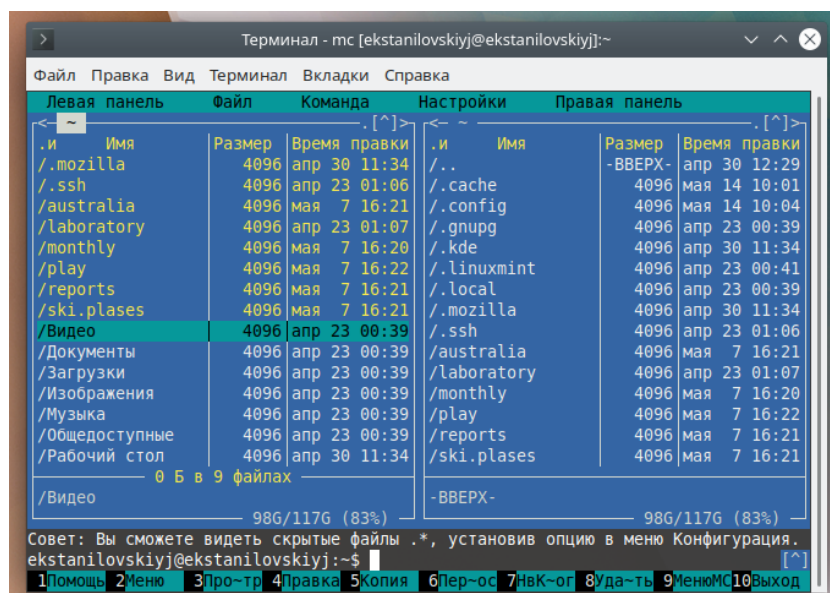 Терминал - mc [ekstanilovskiyj@ekstanilovskiyj]:~
Файл Правка Вид Терминал Вкладки Справка
Левая панель Файл Команда Настройки Правая панель
<— ~ .[^]> <— ~ .[^]>
.и Имя Размер Время правки .и Имя Размер Время правки
/.mozilla 4096 апр 30 11:34 /.. -ВВЕРХ- апр 30 12:29
/.ssh 4096 апр 23 01:06 /.cache 4096 мая 14 10:01
/australia 4096 мая 7 16:21 /.config 4096 мая 14 10:04
/laboratory 4096 апр 23 01:07 /.gnupg 4096 апр 23 00:39
/monthly 4096 мая 7 16:20 /.kde 4096 апр 30 11:34
/play 4096 мая 7 16:22 /.linuxmint 4096 апр 23 00:41
/reports 4096 мая 7 16:21 /.local 4096 апр 23 00:39
/ski.plases 4096 мая 7 16:21 /.mozilla 4096 апр 30 11:34
/Видео 4096 апр 23 00:39 /.ssh 4096 апр 23 01:06
/Документы 4096 апр 23 00:39 /australia 4096 мая 7 16:21
/Загрузки 4096 апр 23 00:39 /laboratory 4096 апр 23 01:07
/Изображения 4096 апр 23 00:39 /monthly 4096 мая 7 16:20
/Музыка 4096 апр 23 00:39 /play 4096 мая 7 16:22
/Общедоступные 4096 апр 23 00:39 /reports 4096 мая 7 16:21
/Рабочий стол 4096 апр 30 11:34 /ski.plases 4096 мая 7 16:21
0 Б в 9 файлах
/Видео -ВВЕРХ-
98G/117G (83%) 98G/117G (83%)
Совет: Вы сможете видеть скрытые файлы .*, установив опцию в меню Конфигурация.
ekstanilovskiyj@ekstanilovskiyj:~$ [^]
1Помощь 2Меню 3Про~тр 4Правка 5Копия 6Пер~ос 7НвК~ог 8Уда~ть 9МенюМС 10Выход